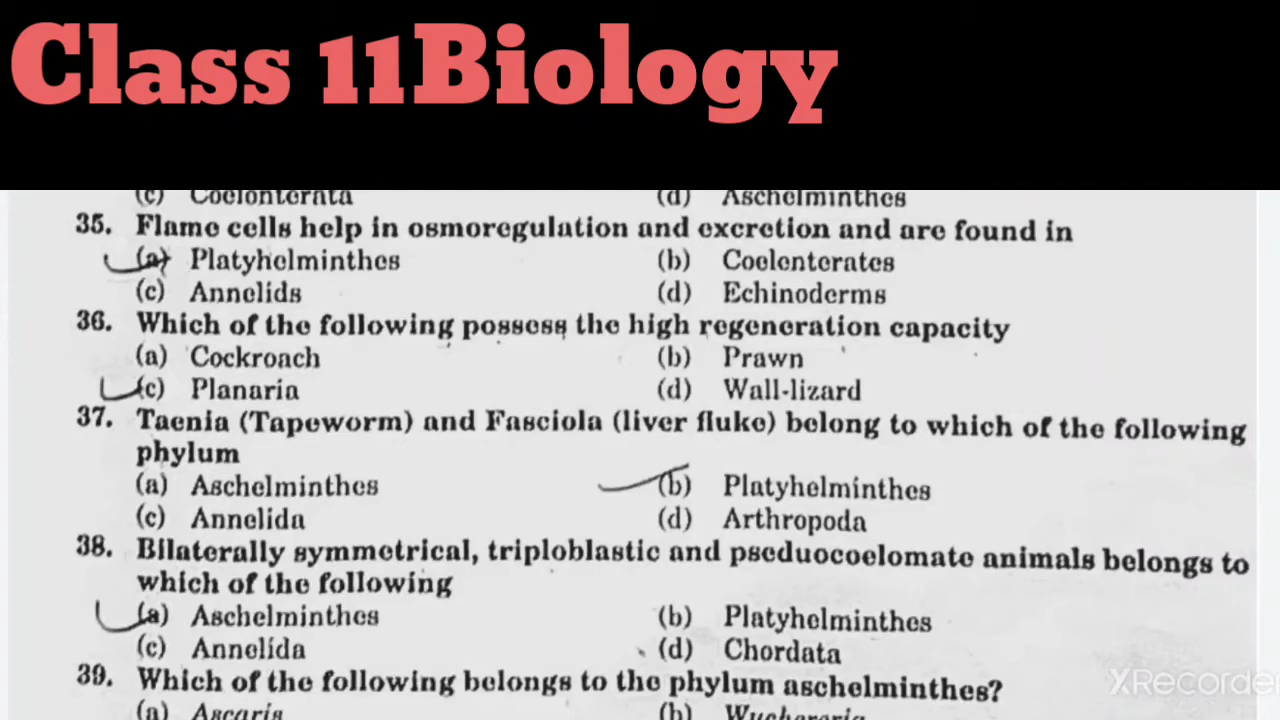 Class 11Biology
(c) Coelonterata (d) Aschelminthes
35. Flame cells help in osmoregulation and excretion and are found in
(a) Platyhelminthes (b) Coelenterates
(c) Annelids (d) Echinoderms
36. Which of the following possess the high regeneration capacity
(a) Cockroach (b) Prawn
(c) Planaria (d) Wall-lizard
37. Taenia (Tapeworm) and Fasciola (liver fluke) belong to which of the following
phylum
(a) Aschelminthes (b) Platyhelminthes
(c) Annelida (d) Arthropoda
38. Bilaterally symmetrical, triploblastic and pseduocoelomate animals belongs to
which of the following
(a) Aschelminthes (b) Platyhelminthes
(c) Annelida (d) Chordata
39. Which of the following belongs to the phylum aschelminthes?
(a) Ascaris (b) Wuchereria
XRecorder